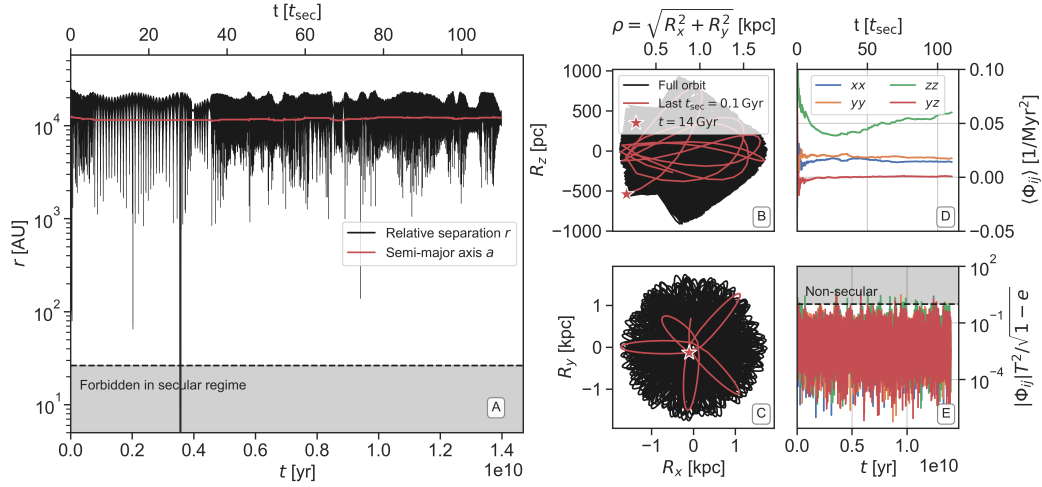 t [t_sec]
0 20 40 60 80 100
r [AU]
10^4
10^3
10^2
10^1
Relative separation r
Semi-major axis a
Forbidden in secular regime
A
0.0 0.2 0.4 0.6 0.8 1.0 1.2 1.4
t [yr]
1e10
ρ = √R_x^2 + R_y^2 [kpc]
0.5 1.0 1.5
R_z [pc]
1000
500
0
−500
−1000
Full orbit
Last t_sec = 0.1 Gyr
t = 14 Gyr
B
t [t_sec]
0 50 100
xx zz
yy yz
0.10
0.05
0.00
−0.05
⟨Φ_ij⟩ [1/Myr^2]
D
R_y [kpc]
1
0
−1
C
−1 0 1
R_x [kpc]
Non-secular
10^2
10^-1
10^-4
|Φ_ij|T^2/√1 − e
E
0.0 0.5 1.0
t [yr]
1e10